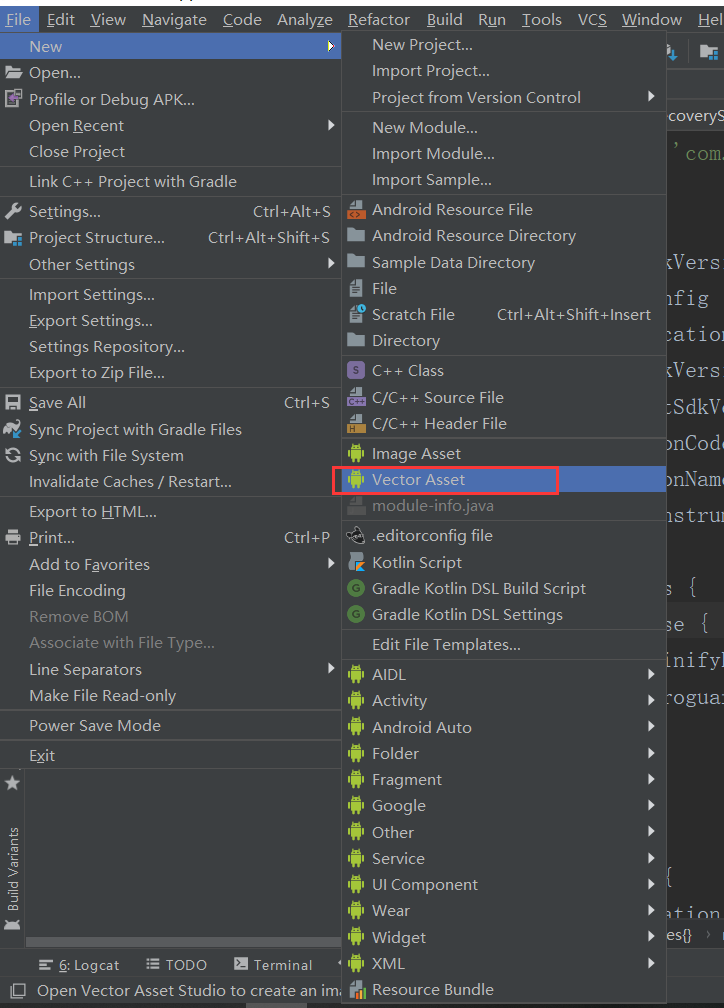 File Edit View Navigate Code Analyze Refactor Build Run Tools VCS Window Hel
New
Open...
Profile or Debug APK...
Open Recent
Close Project
Link C++ Project with Gradle
Settings... Ctrl+Alt+S
Project Structure... Ctrl+Alt+Shift+S
Other Settings
Import Settings...
Export Settings...
Settings Repository...
Export to Zip File...
Save All Ctrl+S
Sync Project with Gradle Files
Sync with File System
Invalidate Caches / Restart...
Export to HTML...
Print... Ctrl+P
Add to Favorites
File Encoding
Remove BOM
Associate with File Type...
Line Separators
Make File Read-only
Power Save Mode
Exit
New Project...
Import Project...
Project from Version Control
New Module...
Import Module...
Import Sample...
Android Resource File
Android Resource Directory
Sample Data Directory
File
Scratch File Ctrl+Alt+Shift+Insert
Directory
S C++ Class
C++ C/C++ Source File
H C/C++ Header File
Image Asset
Vector Asset
module-info.java
.editorconfig file
Kotlin Script
G Gradle Kotlin DSL Build Script
G Gradle Kotlin DSL Settings
Edit File Templates...
AIDL
Activity
Android Auto
Folder
Fragment
Google
Other
Service
UI Component
Wear
Widget
XML
Resource Bundle
coveryS
'com.
kVers
nfig
cation
kVers
tSdkVe
onCode
onName
nstrum
s {
se {
inifyE
roguar
{
ation
es{}
Build Variants
6: Logcat TODO Terminal
Open Vector Asset Studio to create an ima